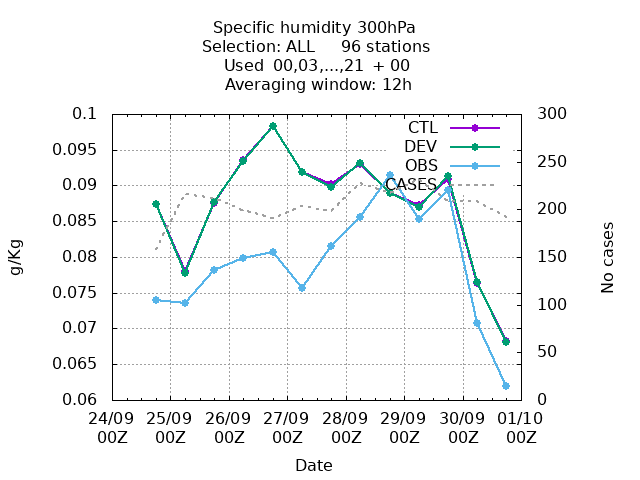 Specific humidity 300hPa
Selection: ALL 96 stations
Used 00,03,...,21 + 00
Averaging window: 12h
0.1
0.095
0.09
0.085
0.08
0.075
0.07
0.065
0.06
300
250
200
150
100
50
0
CTL
DEV
OBS
CASES
g/Kg
No cases
24/09 25/09 26/09 27/09 28/09 29/09 30/09 01/10
00Z 00Z 00Z 00Z 00Z 00Z 00Z 00Z
Date